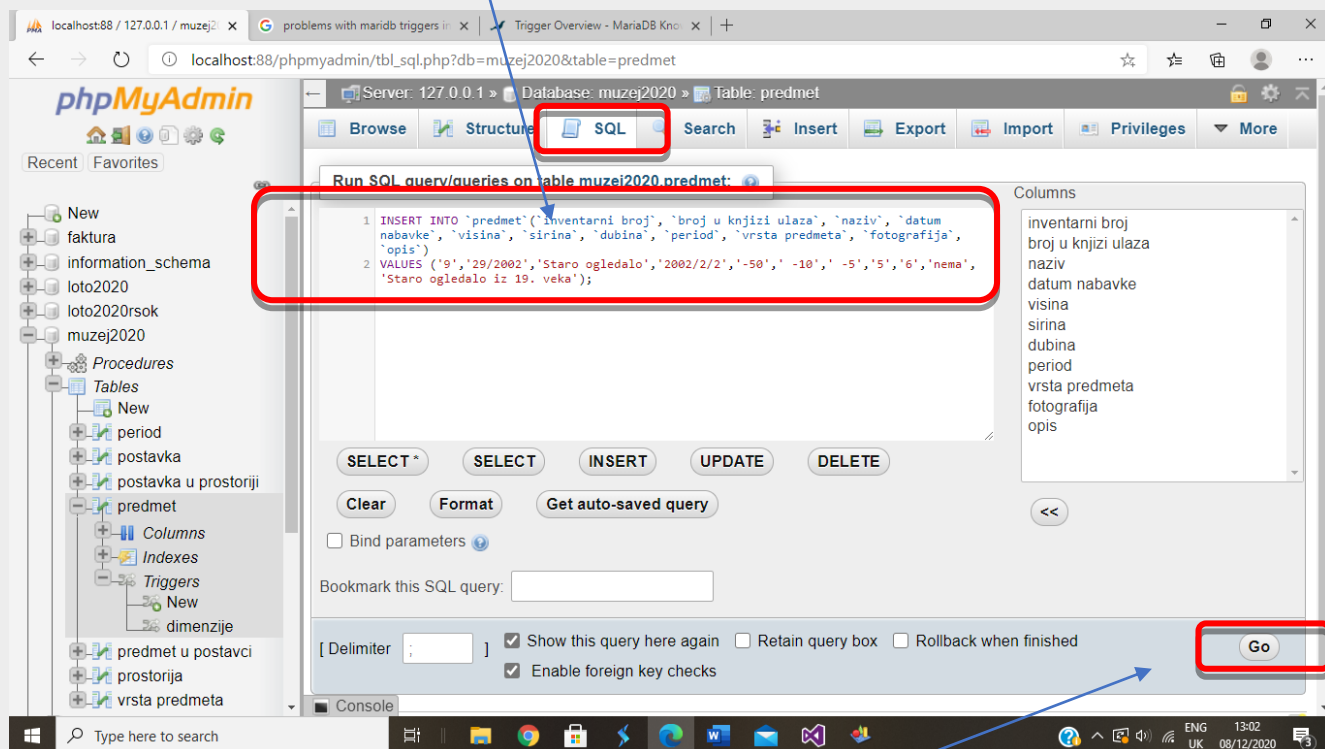 localhost:88 / 127.0.0.1 / muzej2
problems with maridb triggers in
Trigger Overview - MariaDB Kno
localhost:88/phpmyadmin/tbl_sql.php?db=muzej2020&table=predmet
phpMyAdmin
Server: 127.0.0.1 » Database: muzej2020 » Table: predmet
Browse Structure SQL Search Insert Export Import Privileges More
Recent Favorites
New
faktura
information_schema
loto2020
loto2020rsok
muzej2020
Procedures
Tables
New
period
postavka
postavka u prostoriji
predmet
Columns
Indexes
Triggers
New
dimenzije
predmet u postavci
prostorija
vrsta predmeta
Run SQL query/queries on table muzej2020.predmet:
1 INSERT INTO `predmet`(`inventarni broj`, `broj u knjizi ulaza`, `naziv`, `datum
nabavke`, `visina`, `sirina`, `dubina`, `period`, `vrsta predmeta`, `fotografija`,
`opis`)
2 VALUES ('9','29/2002','Staro ogledalo','2002/2/2','-50',' -10',' -5','5','6','nema',
'Staro ogledalo iz 19. veka');
Columns
inventarni broj
broj u knjizi ulaza
naziv
datum nabavke
visina
sirina
dubina
period
vrsta predmeta
fotografija
opis
SELECT * SELECT INSERT UPDATE DELETE
Clear Format Get auto-saved query
<<
Bind parameters
Bookmark this SQL query:
[ Delimiter ; ] Show this query here again Retain query box Rollback when finished
Enable foreign key checks
Go
Console
Type here to search
ENG
UK
13:02
08/12/2020
3